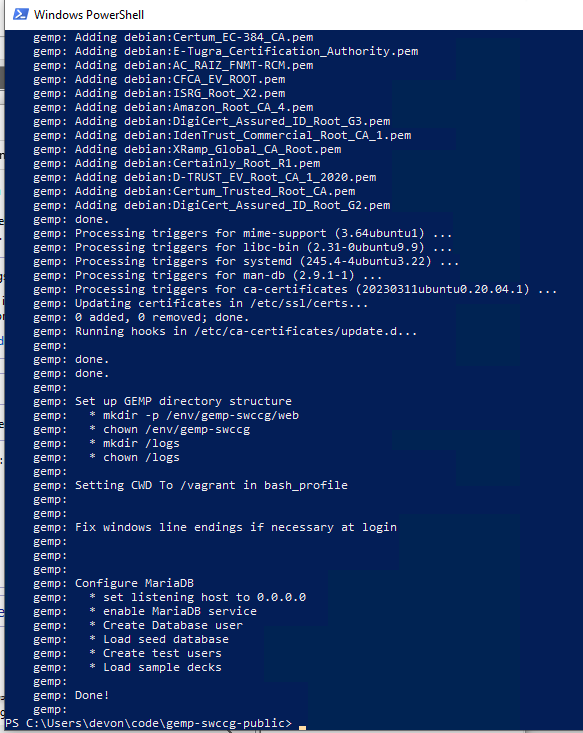 Windows PowerShell
gemp: Adding debian:Certum_EC-384_CA.pem
gemp: Adding debian:E-Tugra_Certification_Authority.pem
gemp: Adding debian:AC_RAIZ_FNMT-RCM.pem
gemp: Adding debian:CFCA_EV_ROOT.pem
gemp: Adding debian:ISRG_Root_X2.pem
gemp: Adding debian:Amazon_Root_CA_4.pem
gemp: Adding debian:DigiCert_Assured_ID_Root_G3.pem
gemp: Adding debian:IdenTrust_Commercial_Root_CA_1.pem
gemp: Adding debian:XRamp_Global_CA_Root.pem
gemp: Adding debian:Certainly_Root_R1.pem
gemp: Adding debian:D-TRUST_EV_Root_CA_1_2020.pem
gemp: Adding debian:Certum_Trusted_Root_CA.pem
gemp: Adding debian:DigiCert_Assured_ID_Root_G2.pem
gemp: done.
gemp: Processing triggers for mime-support (3.64ubuntu1) ...
gemp: Processing triggers for libc-bin (2.31-0ubuntu9.9) ...
gemp: Processing triggers for systemd (245.4-4ubuntu3.22) ...
gemp: Processing triggers for man-db (2.9.1-1) ...
gemp: Processing triggers for ca-certificates (20230311ubuntu0.20.04.1) ...
gemp: Updating certificates in /etc/ssl/certs...
gemp: 0 added, 0 removed; done.
gemp: Running hooks in /etc/ca-certificates/update.d...
gemp:
gemp: done.
gemp: done.
gemp:
gemp: Set up GEMP directory structure
gemp:   * mkdir -p /env/gemp-swccg/web
gemp:   * chown /env/gemp-swccg
gemp:   * mkdir /logs
gemp:   * chown /logs
gemp:
gemp: Setting CWD To /vagrant in bash_profile
gemp:
gemp:
gemp: Fix windows line endings if necessary at login
gemp:
gemp:
gemp:
gemp: Configure MariaDB
gemp:   * set listening host to 0.0.0.0
gemp:   * enable MariaDB service
gemp:   * Create Database user
gemp:   * Load seed database
gemp:   * Create test users
gemp:   * Load sample decks
gemp:
gemp: Done!
gemp:
PS C:\Users\devon\code\gemp-swccg-public>